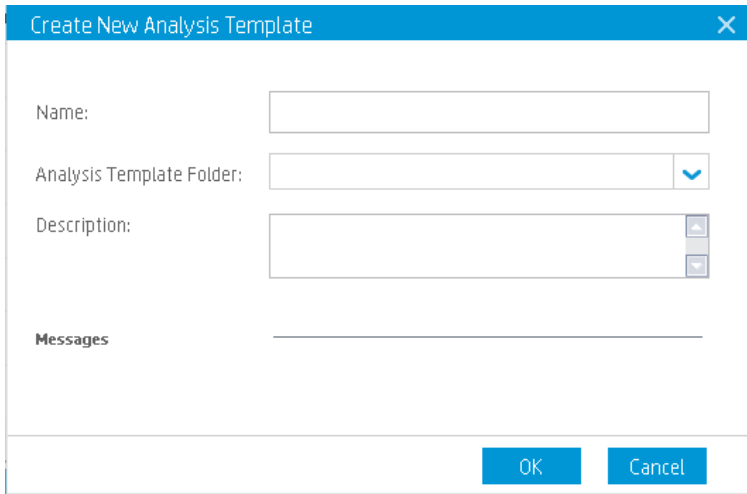 Create New Analysis Template
Name:
Analysis Template Folder:
Description:
Messages
OK Cancel